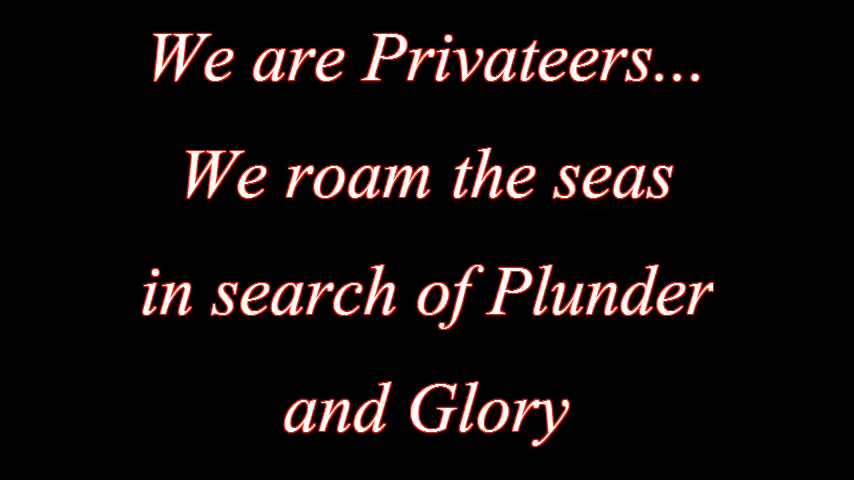 We are Privateers...
We roam the seas
in search of Plunder
and Glory